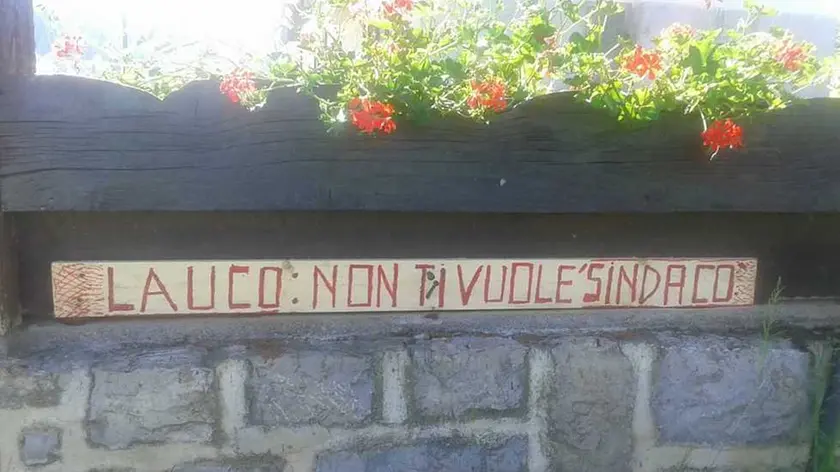 LAUCO: NON TI VUOLE´SINDACO